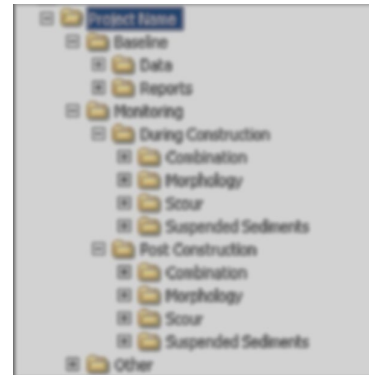 Project Name
Baseline
Data
Reports
Monitoring
During Construction
Combination
Morphology
Scour
Suspended Sediments
Post Construction
Combination
Morphology
Scour
Suspended Sediments
Other